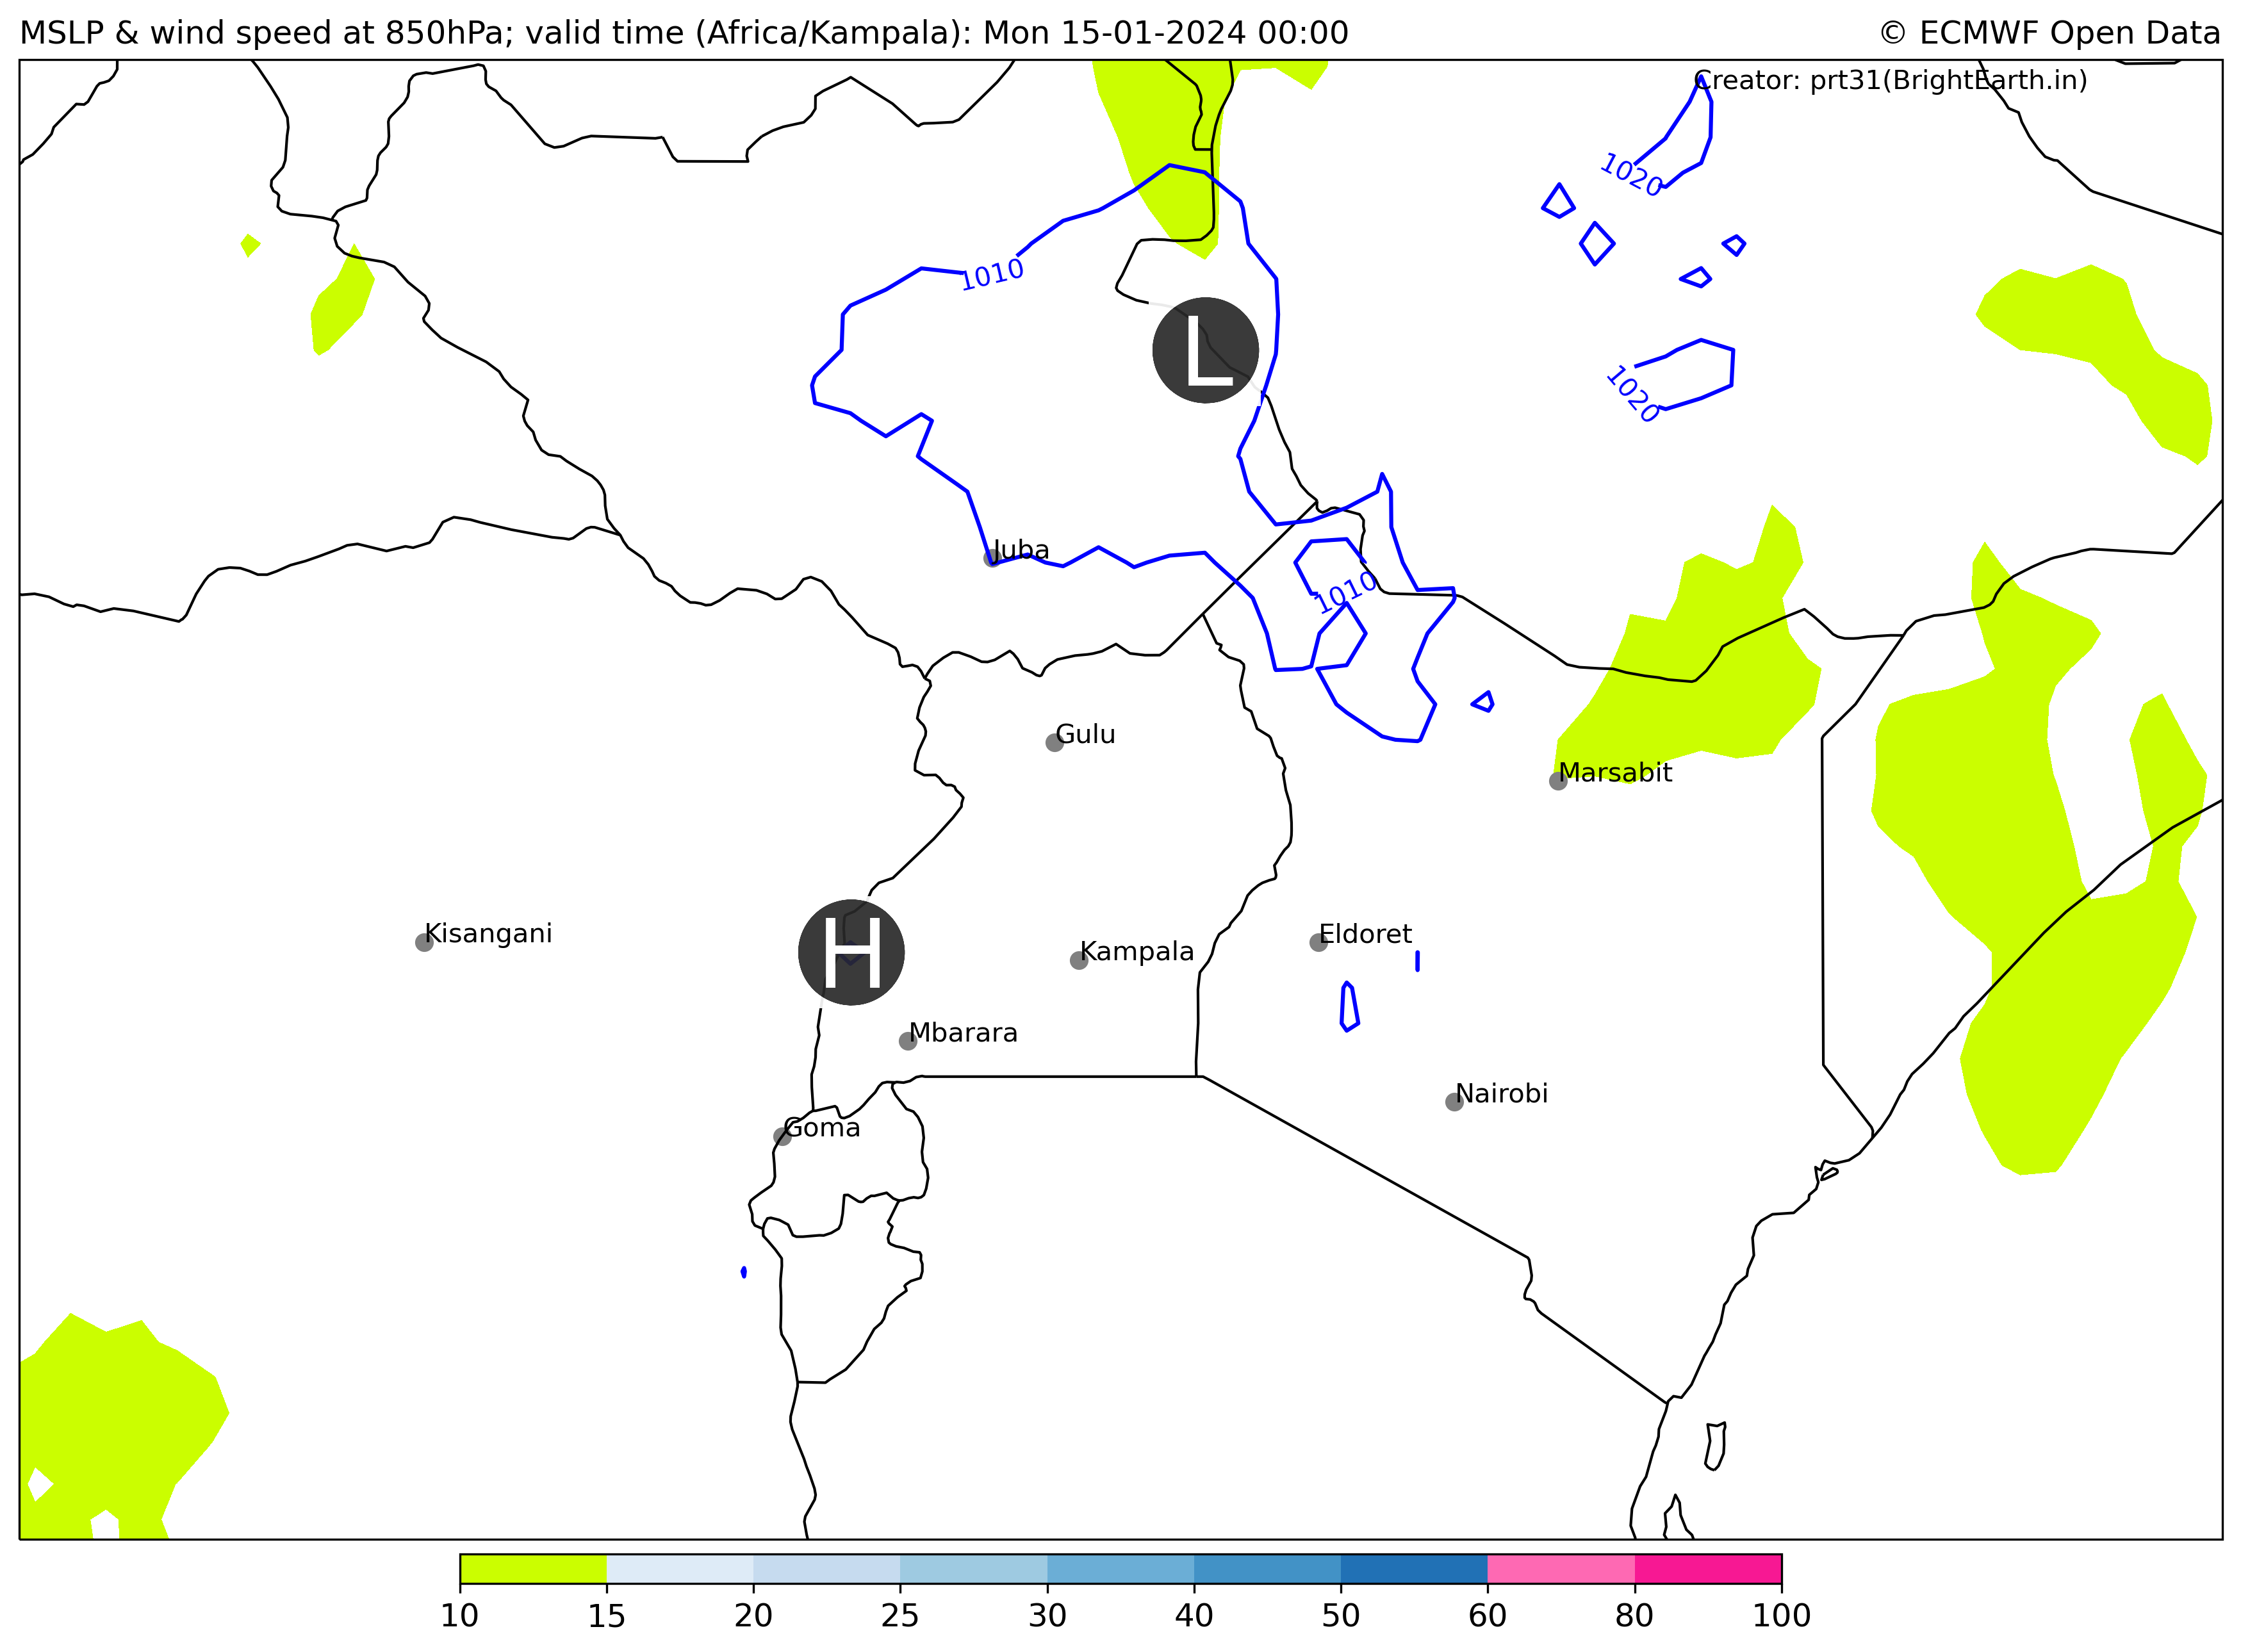 MSLP & wind speed at 850hPa; valid time (Africa/Kampala): Mon 15-01-2024 00:00
© ECMWF Open Data
Creator: prt31(BrightEarth.in)
1020
1010
L
1020
Juba
1010
Gulu
Marsabit
Kisangani
H
Kampala
Eldoret
Mbarara
Nairobi
Goma
10 15 20 25 30 40 50 60 80 100